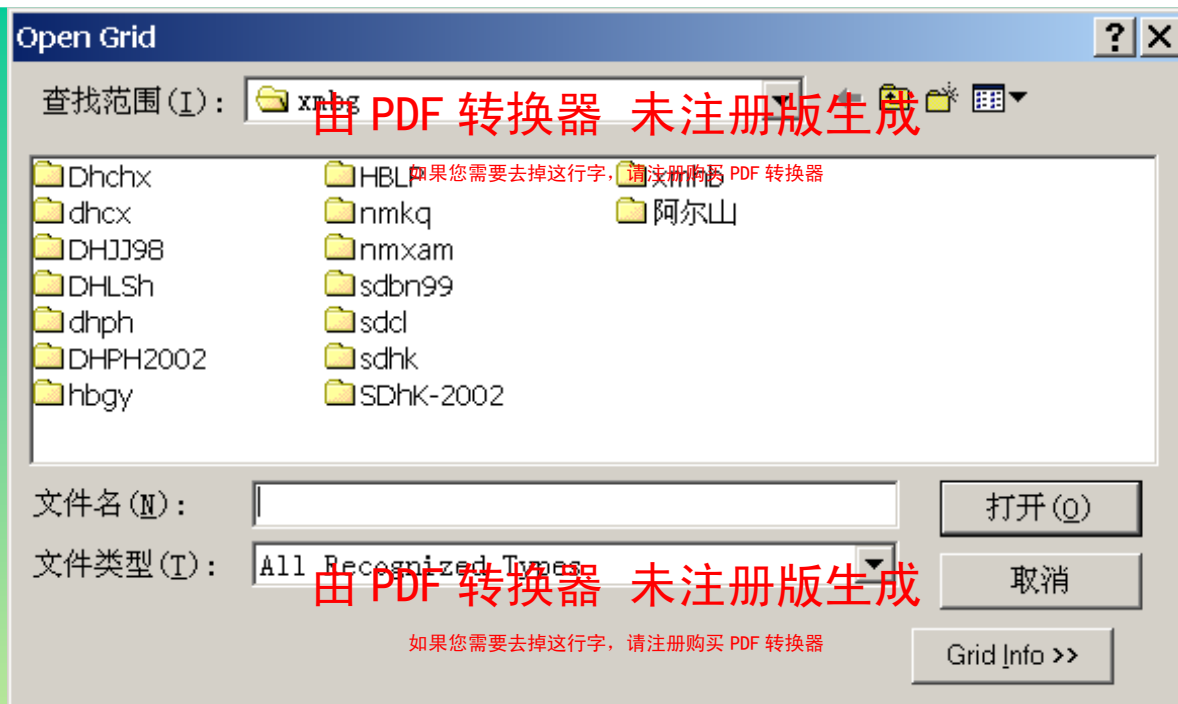 Open Grid
查找范围(I): xmbg
由 PDF 转换器 未注册版生成
如果您需要去掉这行字，请注册购买 PDF 转换器
Dhchx HBLP xmhb
dhcx nmkq 阿尔山
DHJJ98 nmxam
DHLSh sdbn99
dhph sdcl
DHPH2002 sdhk
hbgy SDhK-2002
文件名(N): 打开(O)
文件类型(T): All Recognized Types 取消
由 PDF 转换器 未注册版生成
如果您需要去掉这行字，请注册购买 PDF 转换器
Grid Info >>